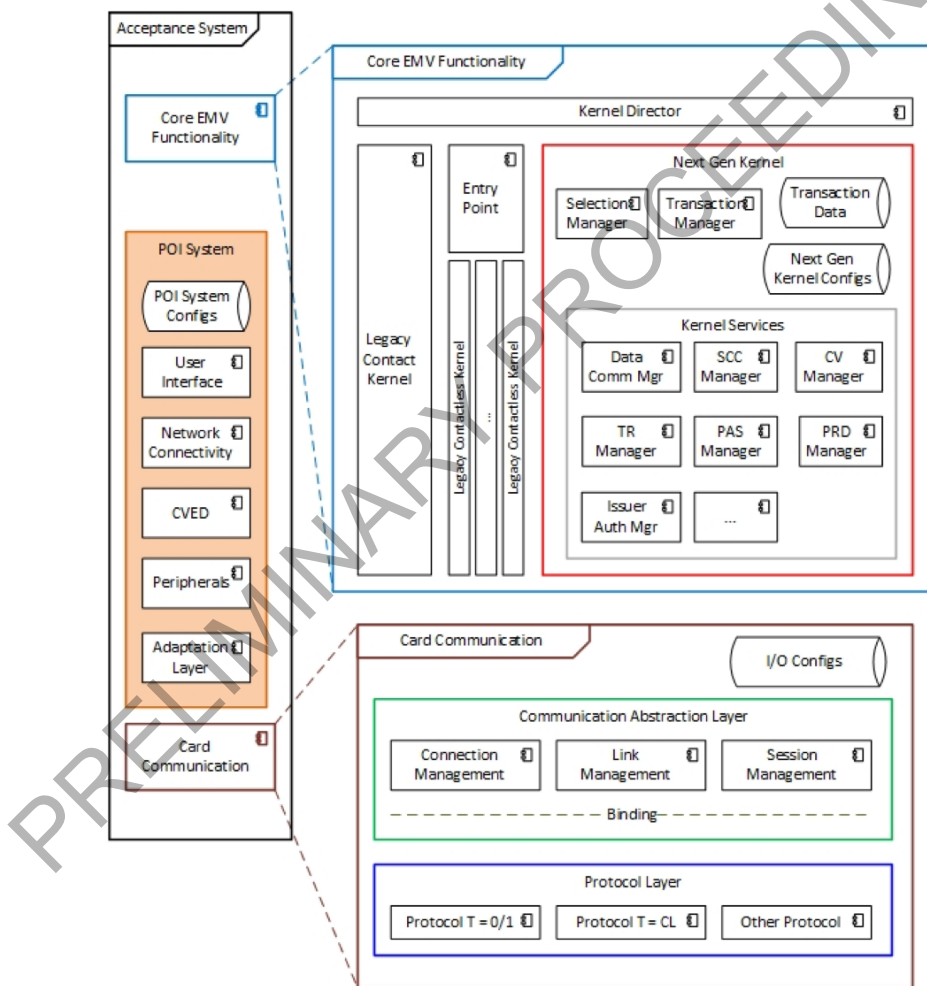 Acceptance System
Core EMV
Functionality
POI System
POI System
Configs
User
Interface
Network
Connectivity
CVED
Peripherals
Adaptation
Layer
Card
Communication
Core EMV Functionality
Kernel Director
Legacy
Contact
Kernel
Entry
Point
Legacy Contactless Kernel
...
Legacy Contactless Kernel
Next Gen Kernel
Selection
Manager
Transaction
Manager
Transaction
Data
Next Gen
Kernel Configs
Kernel Services
Data
Comm Mgr
SCC
Manager
CV
Manager
TR
Manager
PAS
Manager
PRD
Manager
Issuer
Auth Mgr
...
Card Communication
I/O Configs
Communication Abstraction Layer
Connection
Management
Link
Management
Session
Management
Binding
Protocol Layer
Protocol T = 0/1
Protocol T = CL
Other Protocol
PRELIMINARY PROCEEDIN